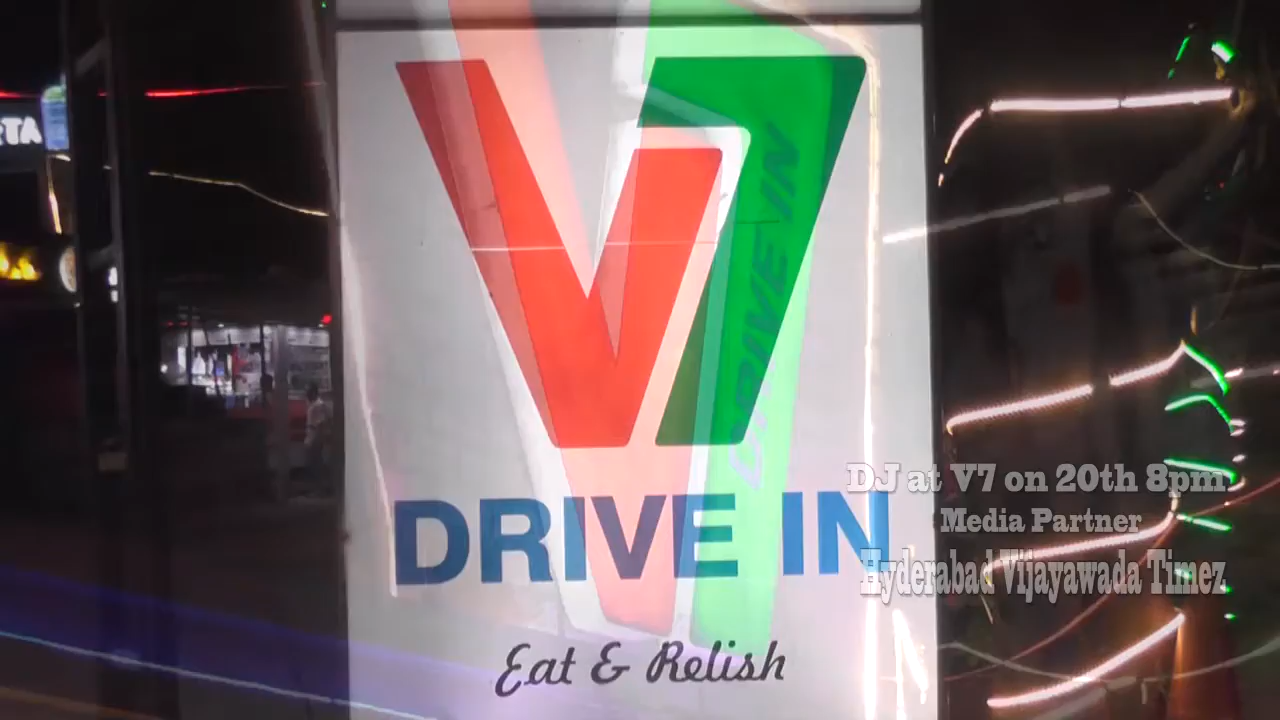 V7
DRIVE IN
DRIVE IN
Eat & Relish
DJ at V7 on 20th 8pm.
Media Partner
Hyderabad Vijayawada Timez